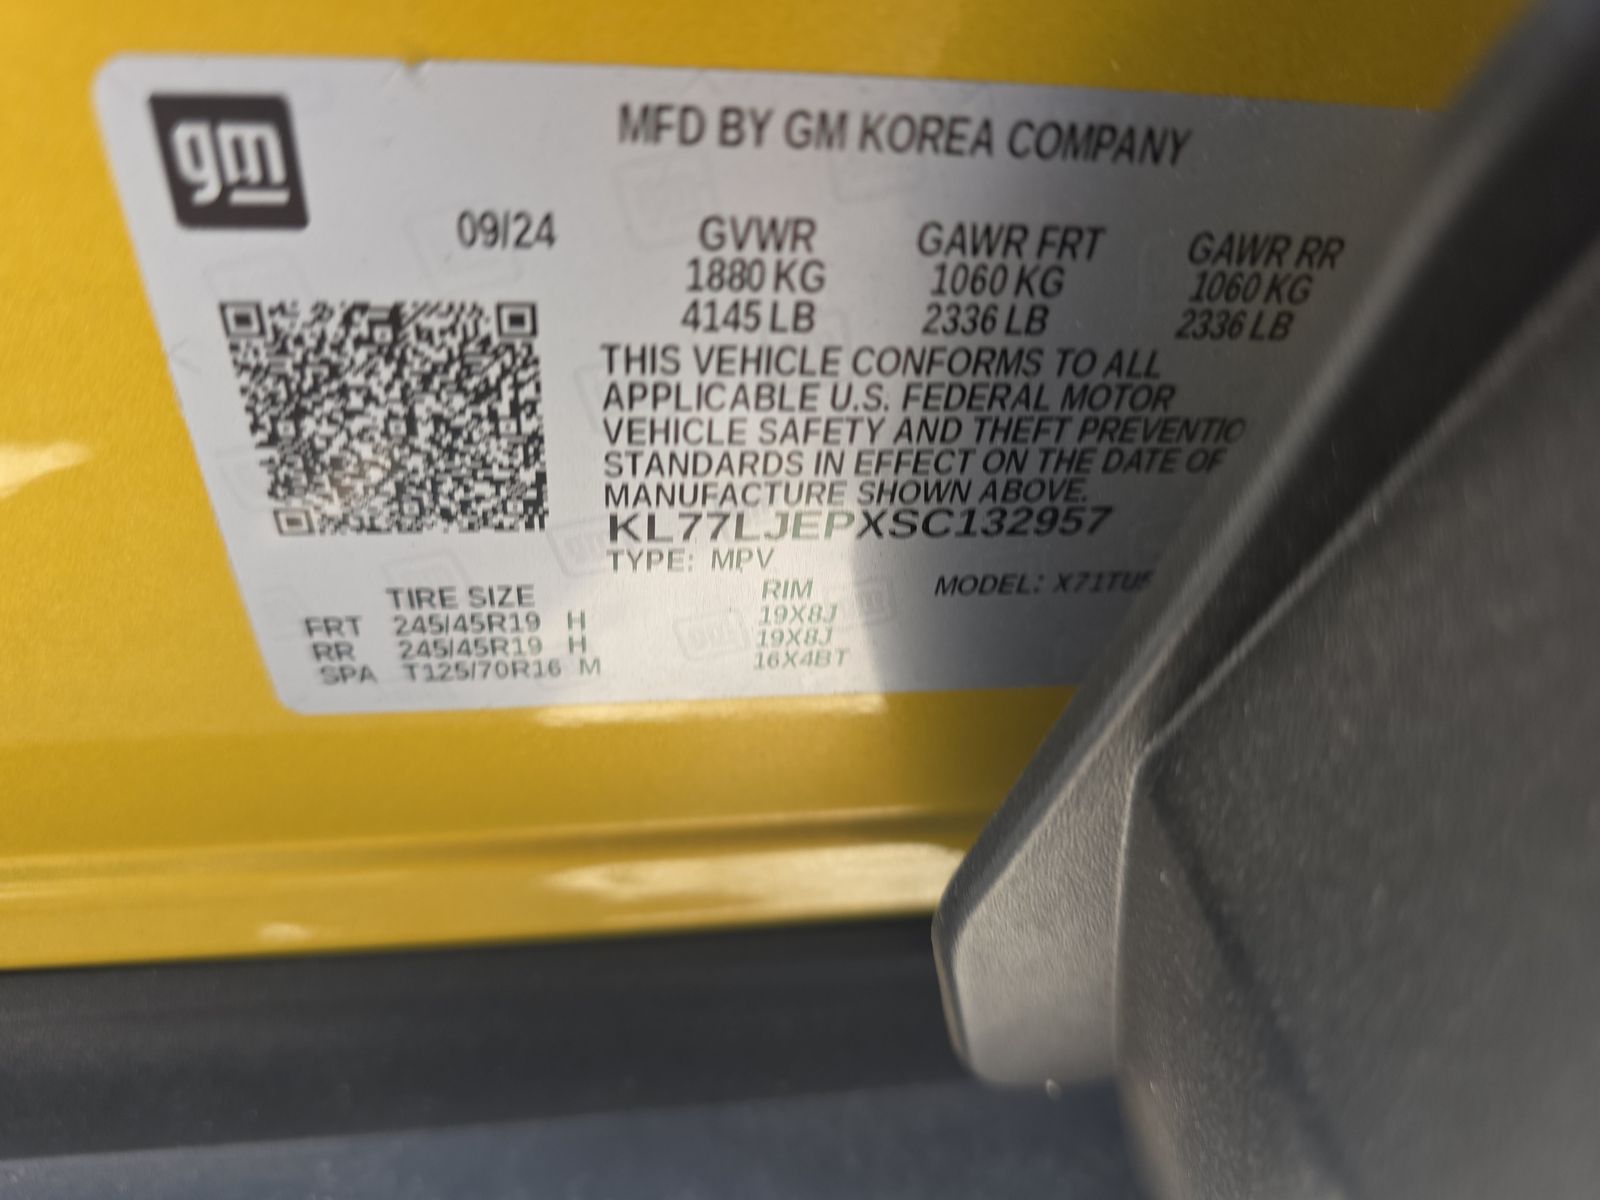 gm
MFD BY GM KOREA COMPANY
09/24
GVWR GAWR FRT GAWR RR
1880 KG 1060 KG 1060 KG
4145 LB 2336 LB 2336 LB
THIS VEHICLE CONFORMS TO ALL
APPLICABLE U.S. FEDERAL MOTOR
VEHICLE SAFETY AND THEFT PREVENTIO
STANDARDS IN EFFECT ON THE DATE OF
MANUFACTURE SHOWN ABOVE.
KL77LJEPXSC132957
TYPE: MPV
MODEL:
TIRE SIZE RIM
FRT 245/45R19 H 19X8J
RR 245/45R19 H 19X8J
SPA T125/70R16 M 16X4BT